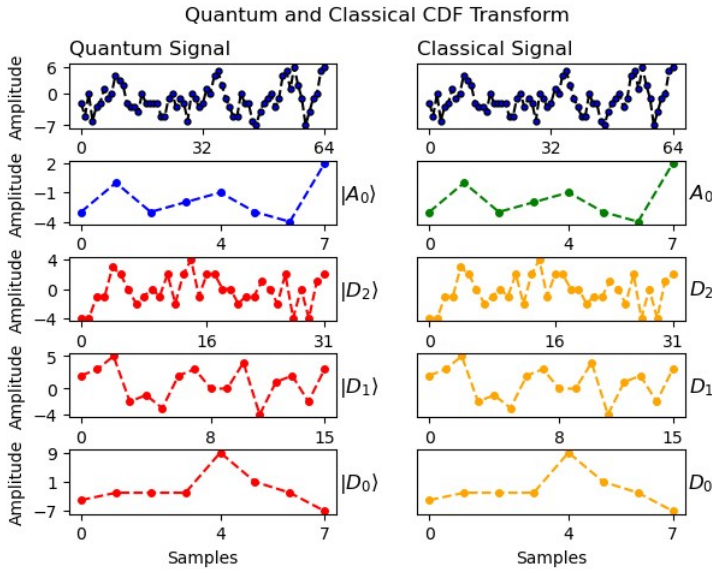 Quantum and Classical CDF Transform
Quantum Signal
Classical Signal
Amplitude
6
0
−7
0
32
64
0
32
64
Amplitude
2
−1
−4
|A₀⟩
A₀
0
4
7
0
4
7
Amplitude
4
0
−4
|D₂⟩
D₂
0
16
31
0
16
31
Amplitude
5
0
−4
|D₁⟩
D₁
0
8
15
0
8
15
Amplitude
9
1
−7
|D₀⟩
D₀
0
4
7
0
4
7
Samples
Samples